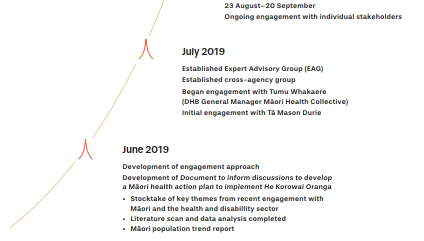 23 August–20 September
Ongoing engagement with individual stakeholders
July 2019
Established Expert Advisory Group (EAG)
Established cross-agency group
Began engagement with Tumu Whakaere
(DHB General Manager Māori Health Collective)
Initial engagement with Tā Mason Durie
June 2019
Development of engagement approach
Development of Document to inform discussions to develop
a Māori health action plan to implement He Korowai Oranga
• Stocktake of key themes from recent engagement with
Māori and the health and disability sector
• Literature scan and data analysis completed
• Māori population trend report